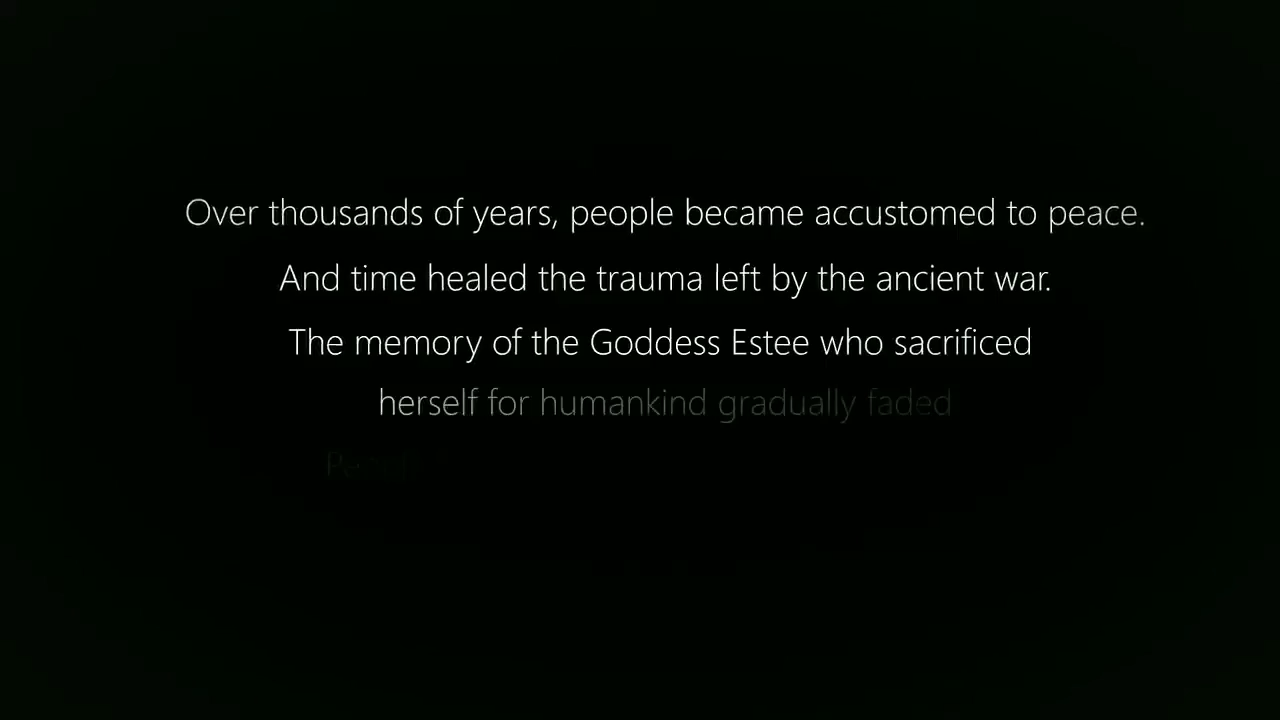 Over thousands of years, people became accustomed to peace.
And time healed the trauma left by the ancient war.
The memory of the Goddess Estee who sacrificed
herself for humankind gradually faded